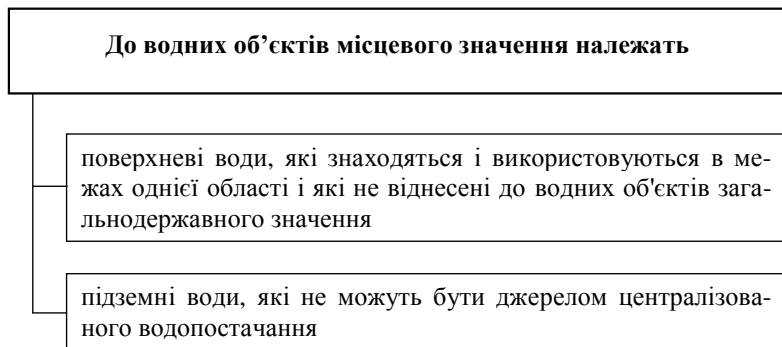 До водних об’єктів місцевого значення належать
поверхневі води, які знаходяться і використовуються в ме-
жах однієї області і які не віднесені до водних об'єктів зага-
льнодержавного значення
підземні води, які не можуть бути джерелом централізова-
ного водопостачання